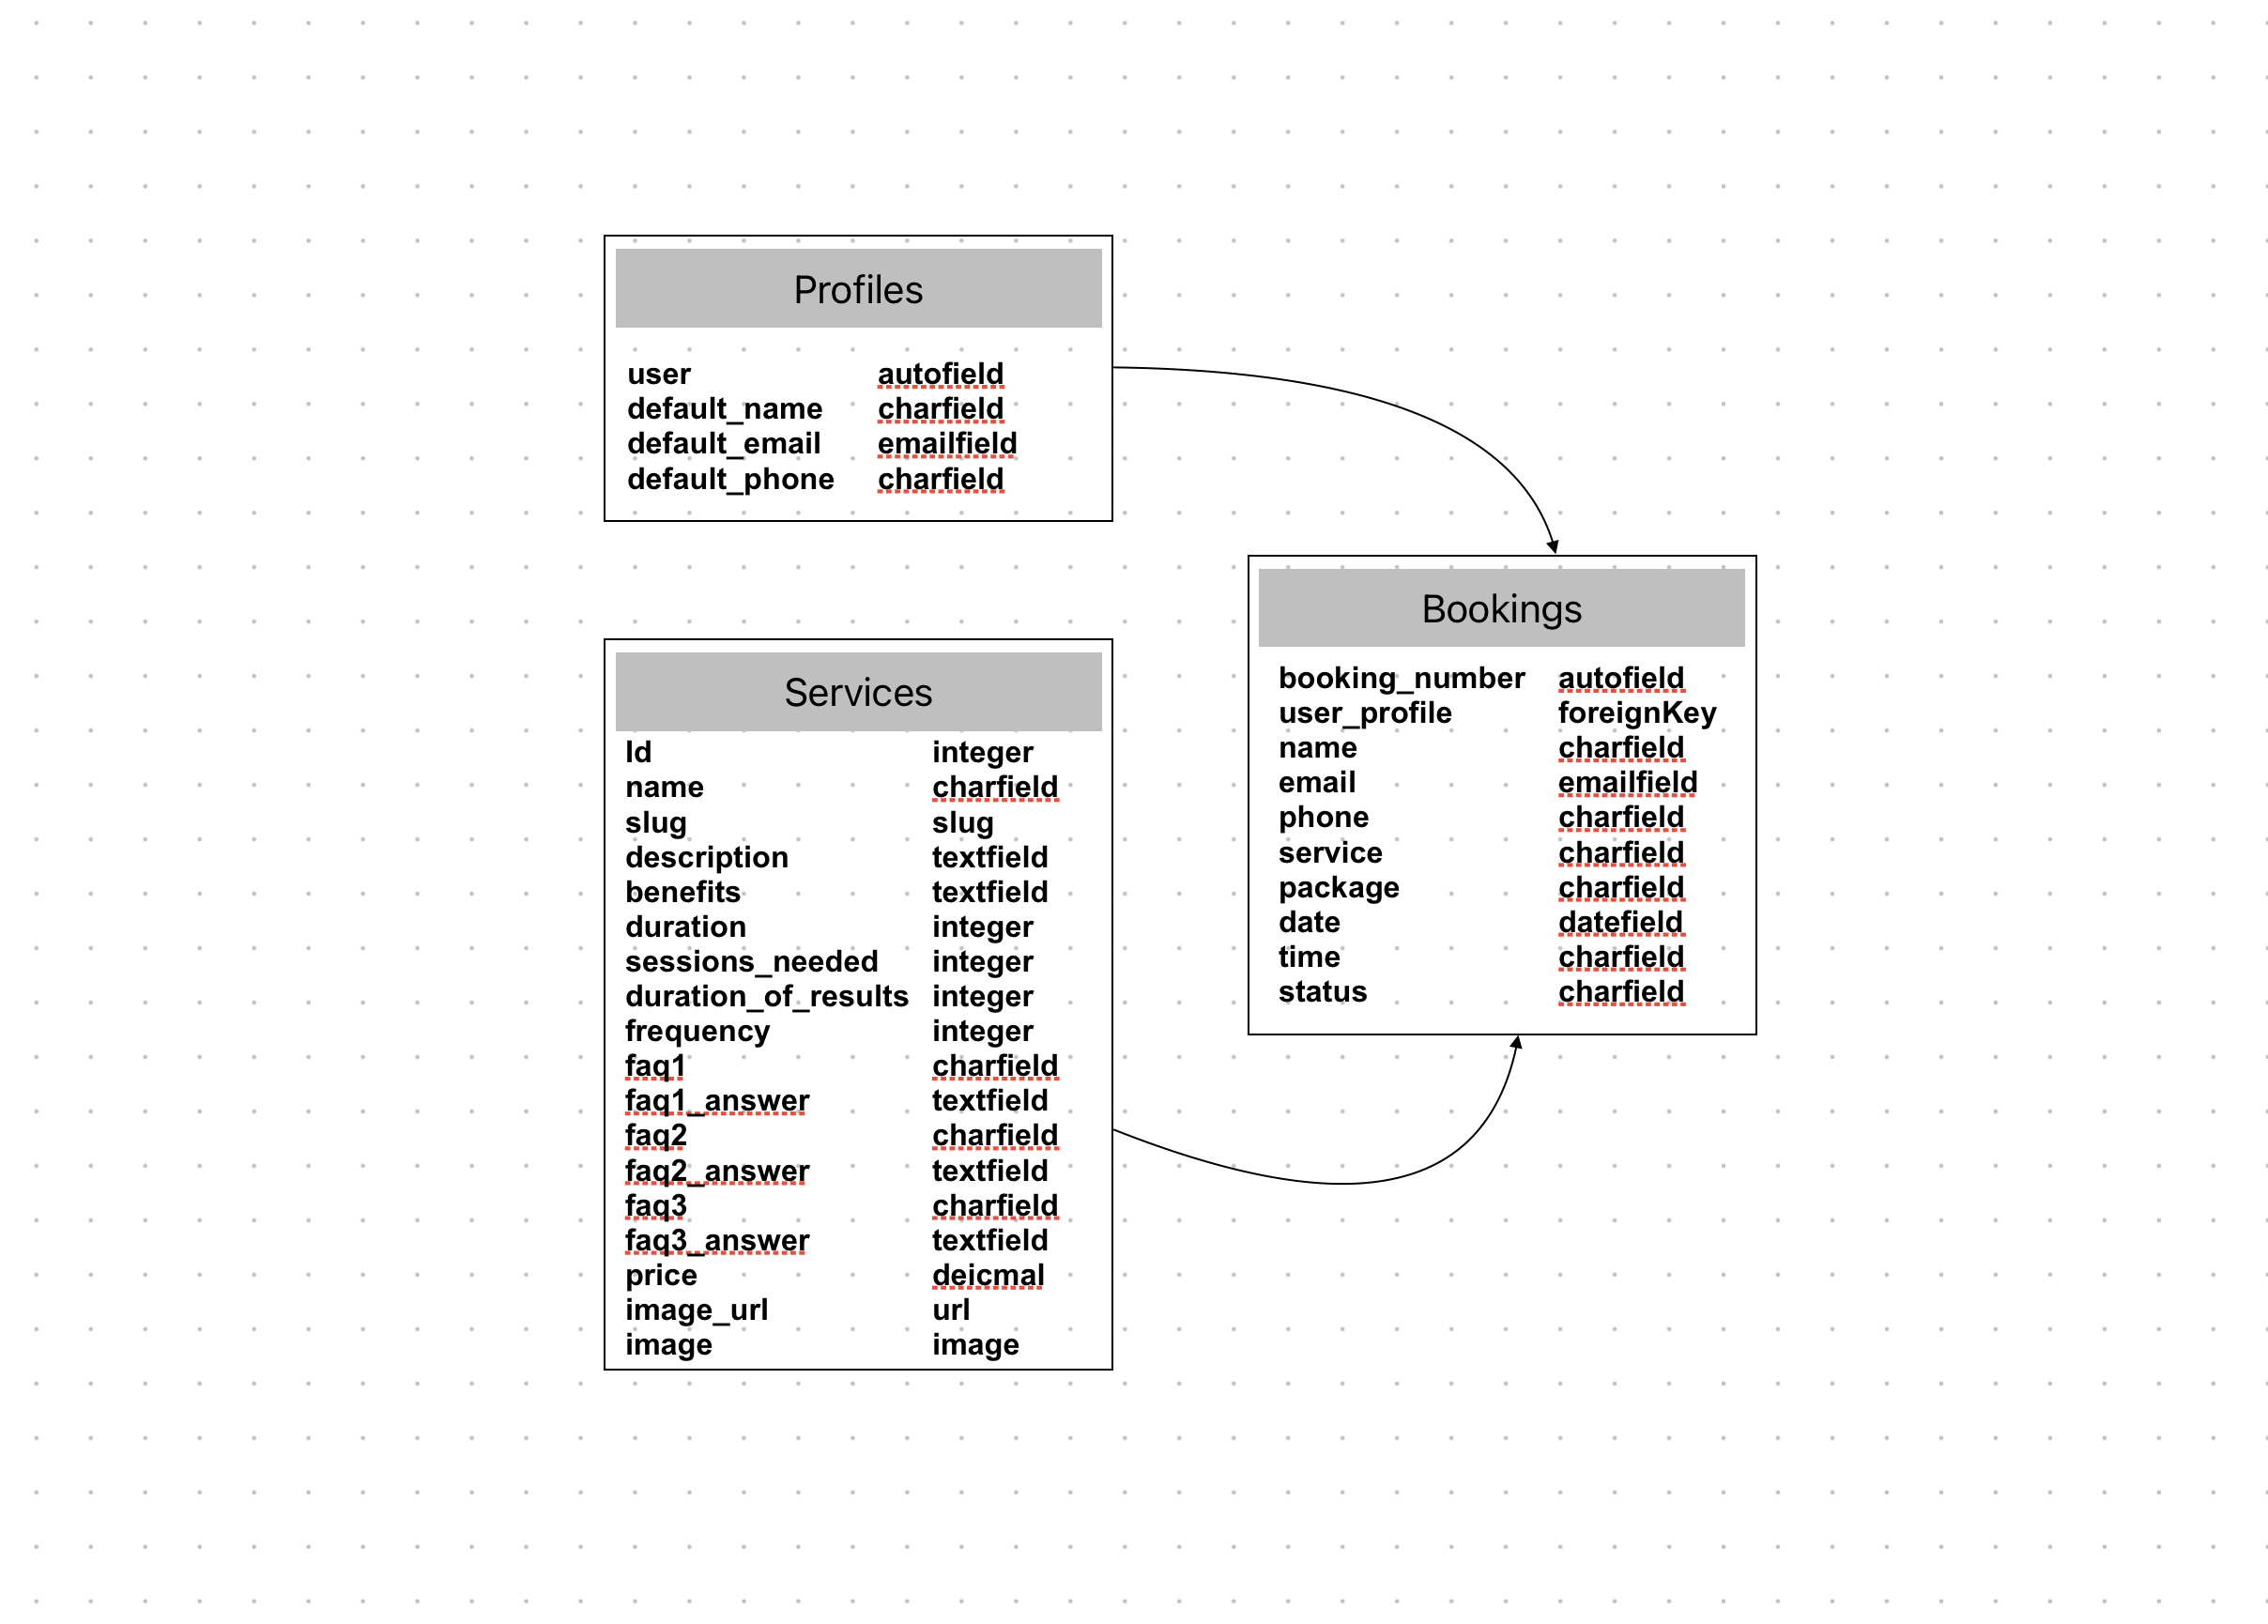 Profiles
user autofield
default_name charfield
default_email emailfield
default_phone charfield
Services
Id integer
name charfield
slug slug
description textfield
benefits textfield
duration integer
sessions_needed integer
duration_of_results integer
frequency integer
faq1 charfield
faq1_answer textfield
faq2 charfield
faq2_answer textfield
faq3 charfield
faq3_answer textfield
price deicmal
image_url url
image image
Bookings
booking_number autofield
user_profile foreignKey
name charfield
email emailfield
phone charfield
service charfield
package charfield
date datefield
time charfield
status charfield